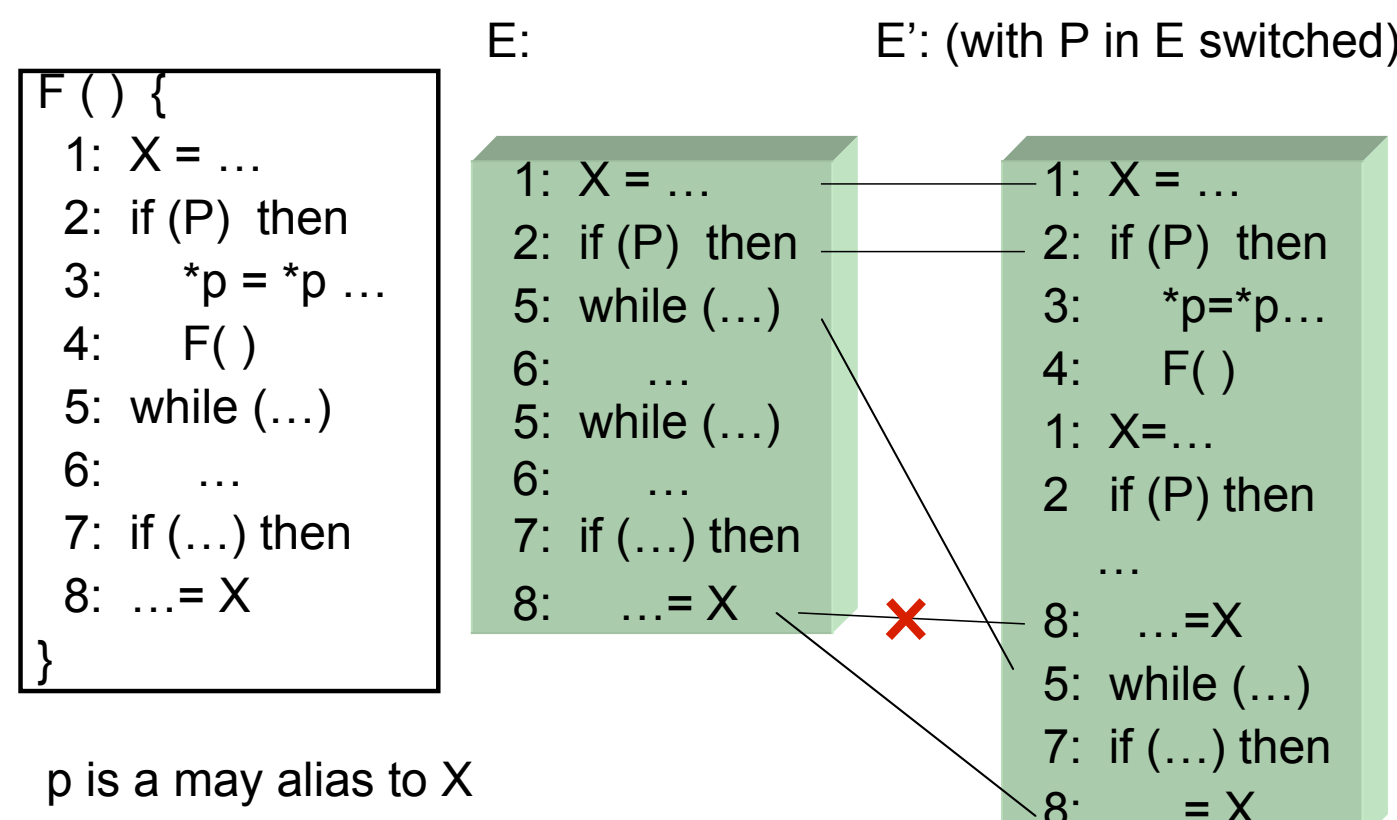 E:
E’: (with P in E switched)
F ( ) {
1: X = …
2: if (P) then
3: *p = *p …
4: F( )
5: while (…)
6: …
7: if (…) then
8: …= X
}
p is a may alias to X
1: X = …
2: if (P) then
5: while (…)
6: …
5: while (…)
6: …
7: if (…) then
8: …= X
1: X = …
2: if (P) then
3: *p=*p…
4: F( )
1: X=…
2 if (P) then
…
8: …=X
5: while (…)
7: if (…) then
8: = X